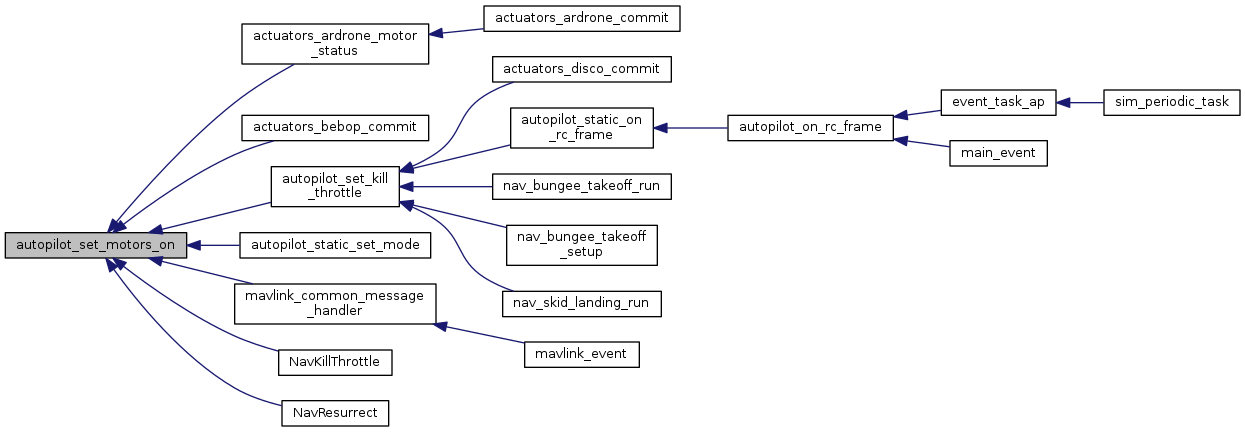 actuators_ardrone_commit
actuators_ardrone_motor
_status
actuators_disco_commit
event_task_ap
sim_periodic_task
autopilot_static_on
_rc_frame
actuators_bebop_commit
autopilot_on_rc_frame
main_event
autopilot_set_kill
_throttle
nav_bungee_takeoff_run
autopilot_set_motors_on
autopilot_static_set_mode
nav_bungee_takeoff
_setup
mavlink_common_message
_handler
nav_skid_landing_run
mavlink_event
NavKillThrottle
NavResurrect